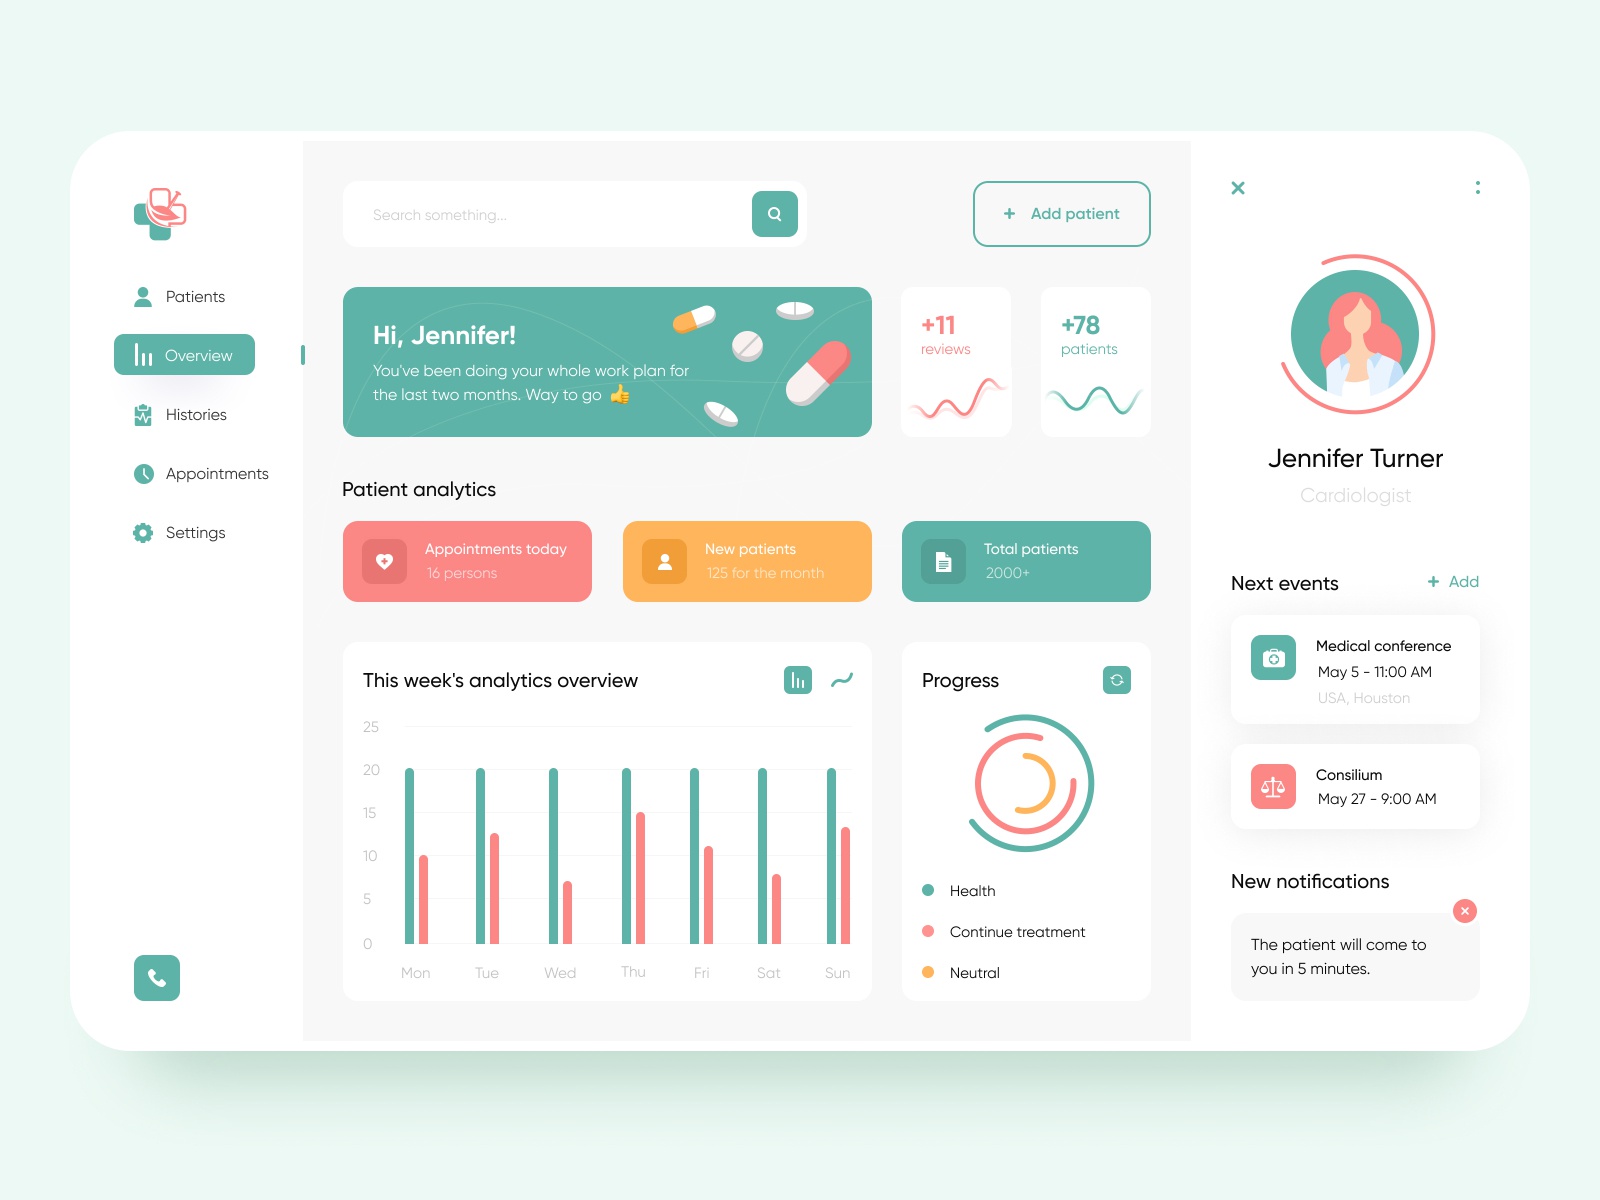 Patients
Overview
Histories
Appointments
Settings
Search something...
+ Add patient
Hi, Jennifer!
You've been doing your whole work plan for
the last two months. Way to go 👍
+11
reviews
+78
patients
Patient analytics
Appointments today
16 persons
New patients
125 for the month
Total patients
2000+
This week's analytics overview
25
20
15
10
5
0
Mon Tue Wed Thu Fri Sat Sun
Progress
Health
Continue treatment
Neutral
Jennifer Turner
Cardiologist
Next events
+ Add
Medical conference
May 5 - 11:00 AM
USA, Houston
Consilium
May 27 - 9:00 AM
New notifications
The patient will come to
you in 5 minutes.